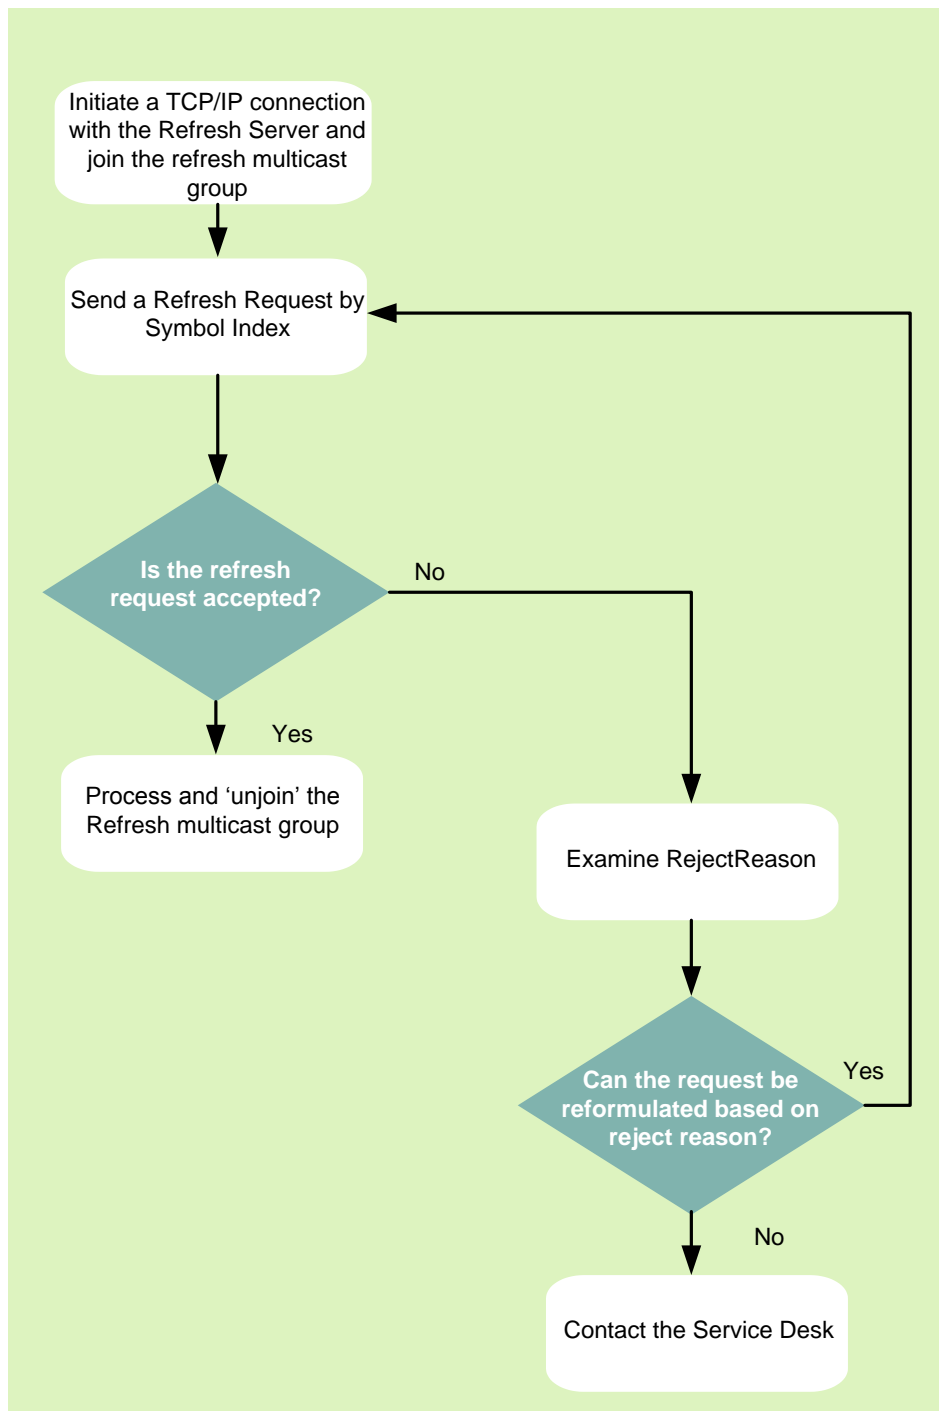 Initiate a TCP/IP connection
with the Refresh Server and
join the refresh multicast
group
Send a Refresh Request by
Symbol Index
Is the refresh
request accepted?
No
Yes
Process and ‘unjoin’ the
Refresh multicast group
Examine RejectReason
Can the request be
reformulated based on
reject reason?
Yes
No
Contact the Service Desk